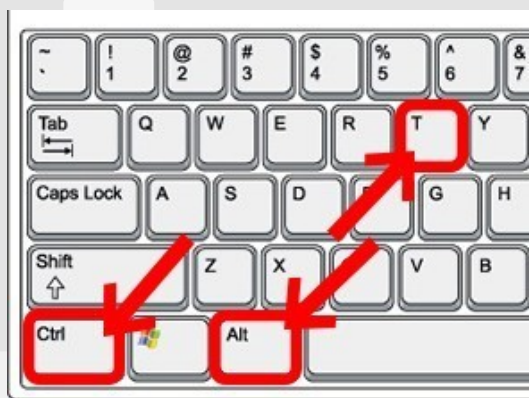 ~ ! @ # $ % ^ &
` 1 2 3 4 5 6 7
Tab Q W E R T Y
Caps Lock A S D G H
Shift Z X V B
Ctrl Alt